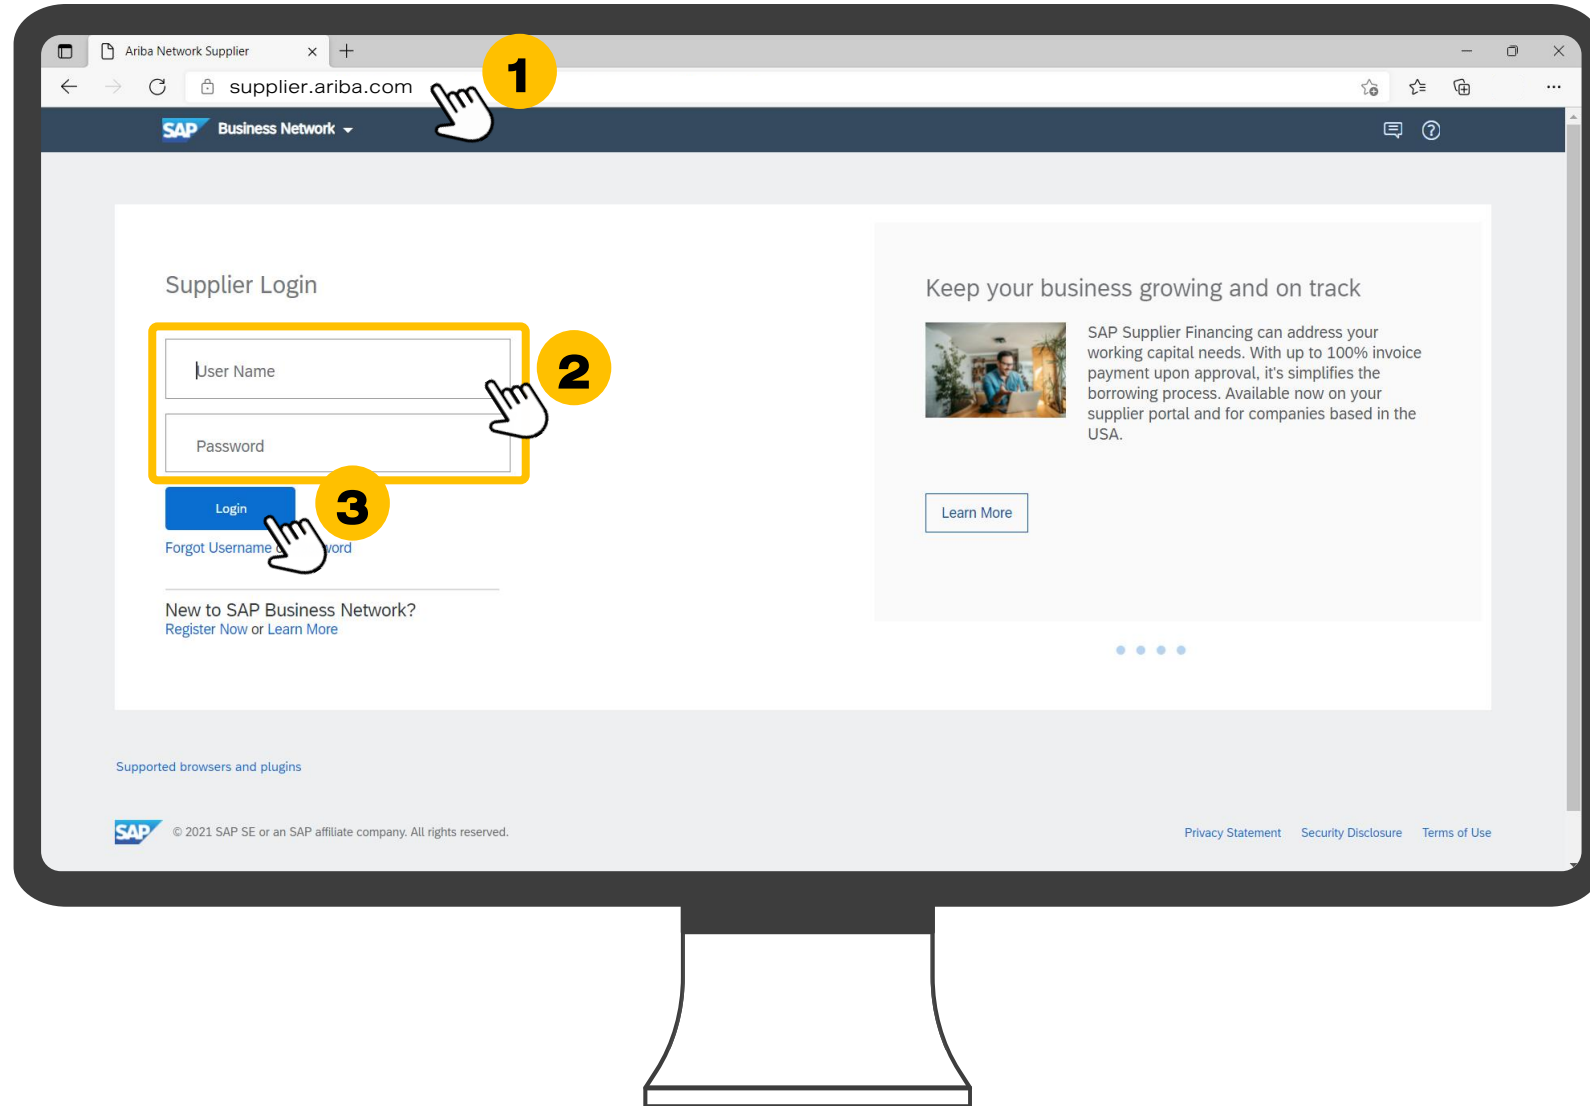 Ariba Network Supplier
supplier.ariba.com
1
SAP Business Network
Supplier Login
User Name
2
Password
Login
3
Forgot Username
New to SAP Business Network?
Register Now or Learn More
Keep your business growing and on track
SAP Supplier Financing can address your
working capital needs. With up to 100% invoice
payment upon approval, it's simplifies the
borrowing process. Available now on your
supplier portal and for companies based in the
USA.
Learn More
Supported browsers and plugins
SAP © 2021 SAP SE or an SAP affiliate company. All rights reserved.
Privacy Statement Security Disclosure Terms of Use